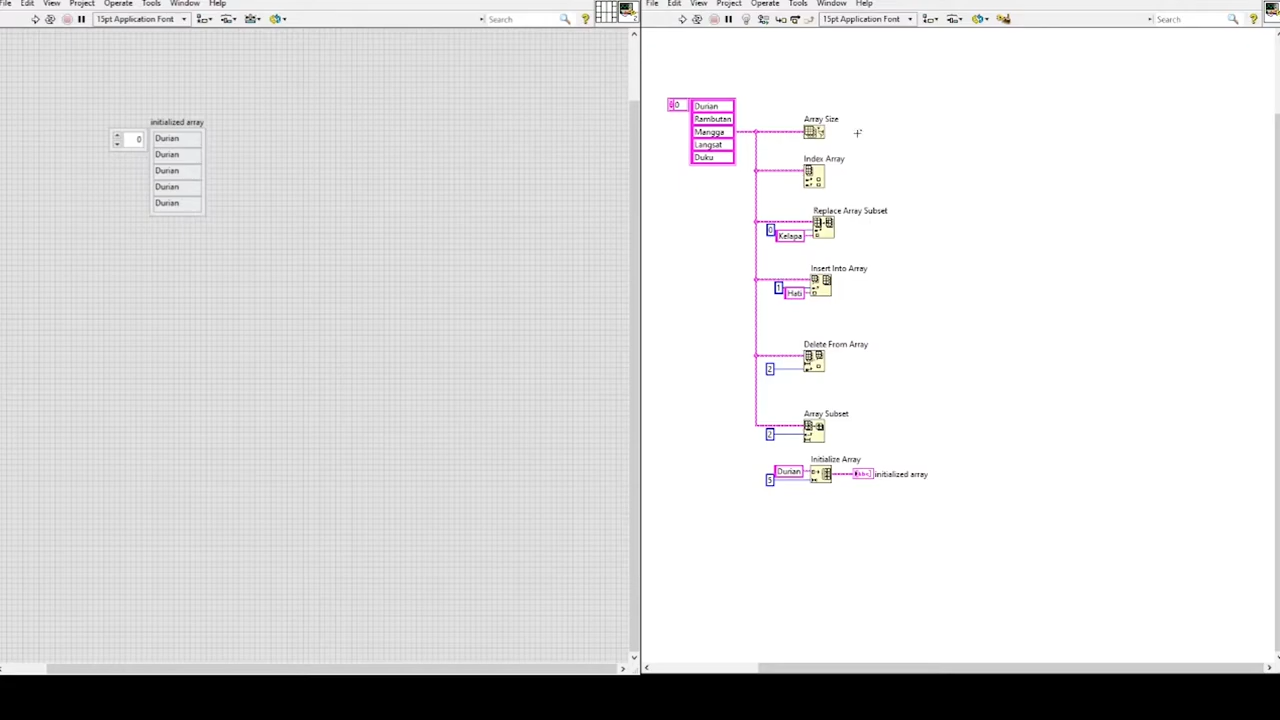 File Edit View Project Operate Tools Window Help
15pt Application Font
Search
initialized array
0
Durian
Durian
Durian
Durian
Durian
File Edit View Project Operate Tools Window Help
15pt Application Font
Search
0
Durian
Rambutan
Mangga
Langsat
Duku
Array Size
Index Array
Replace Array Subset
0
Kelapa
Insert Into Array
1
Hati
Delete From Array
2
Array Subset
2
Initialize Array
Durian
5
initialized array